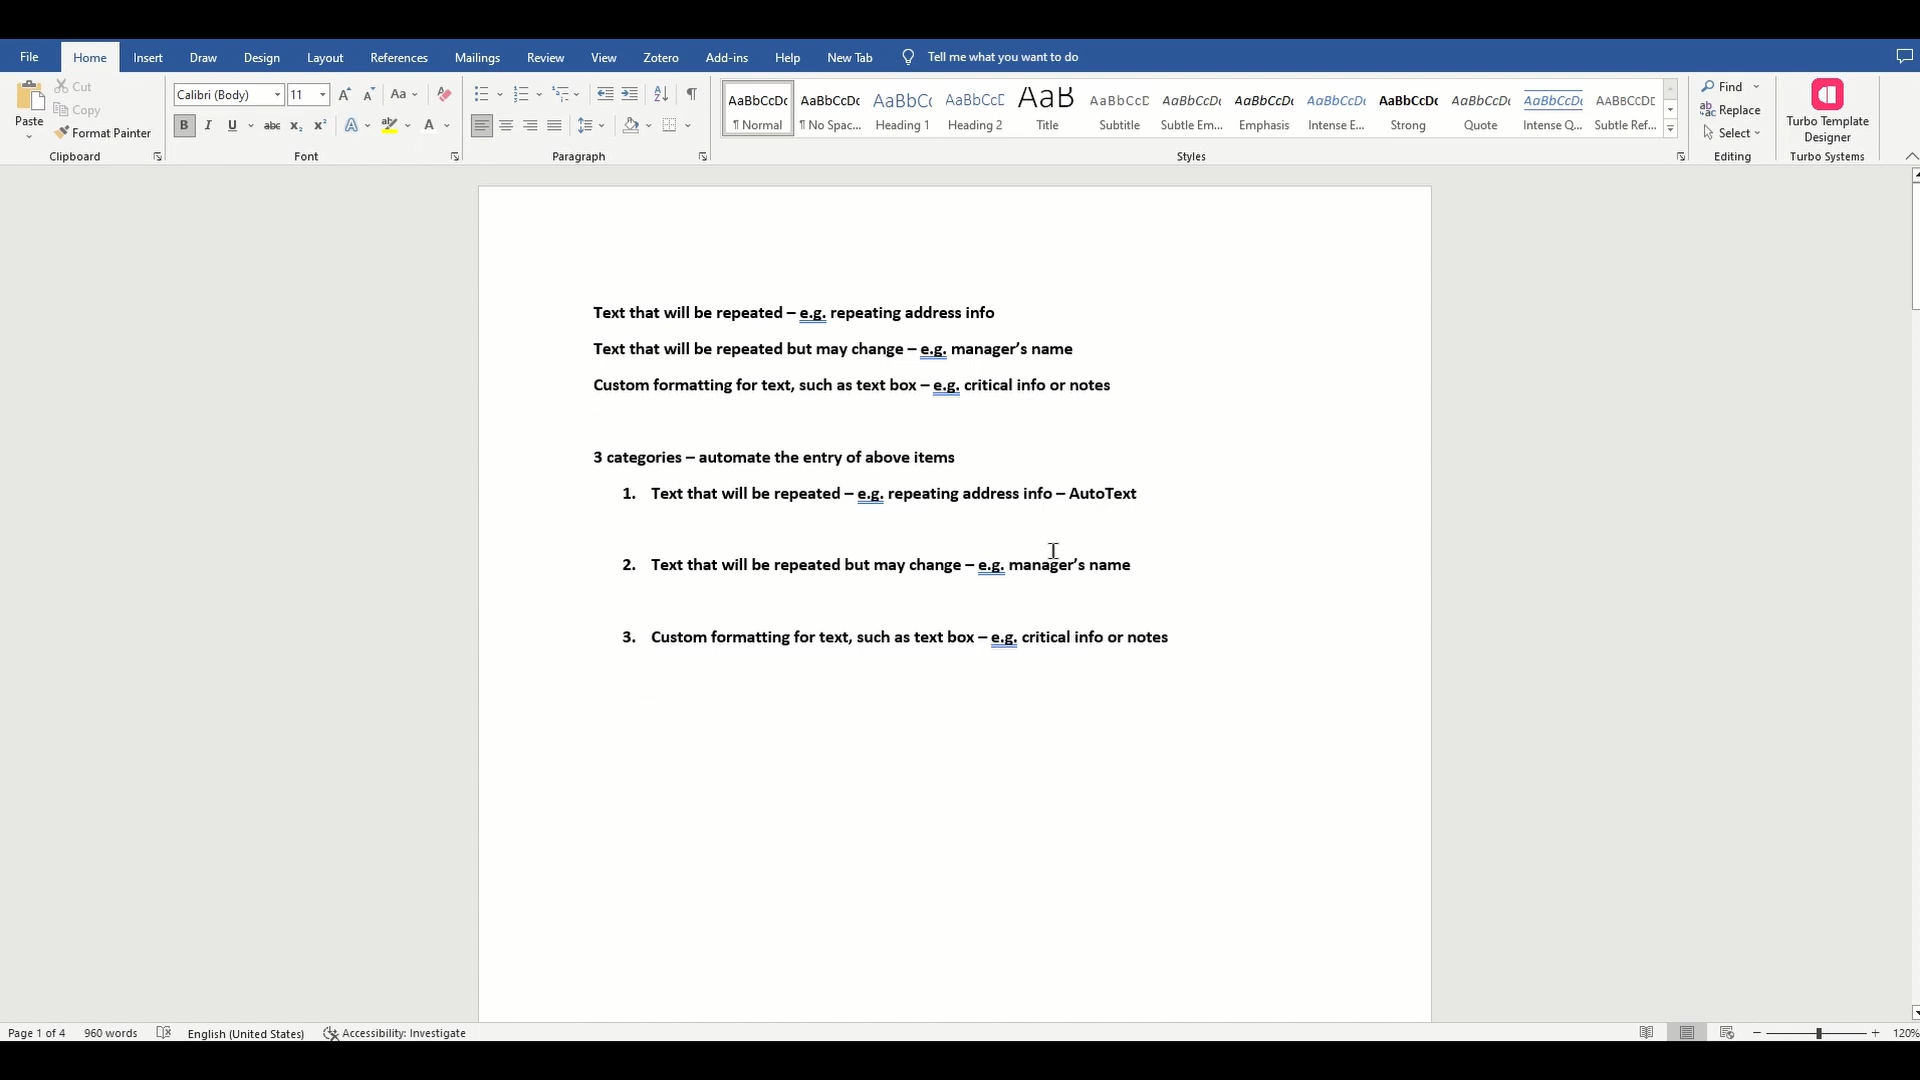 File Home Insert Draw Design Layout References Mailings Review View Zotero Add-ins Help New Tab Tell me what you want to do
Paste
Cut
Copy
Format Painter
Clipboard
Calibri (Body) 11
Aa
B I U abc x₂ x² A A
Font
Paragraph
AaBbCcDc AaBbCcDc AaBbC AaBbCcD AaB AaBbCcD AaBbCcDc AaBbCcDc AaBbCcDc AaBbCcDc AaBbCcDc AaBbCcDc AaBbCcDc
¶ Normal ¶ No Spac... Heading 1 Heading 2 Title Subtitle Subtle Em... Emphasis Intense E... Strong Quote Intense Q... Subtle Ref...
Styles
Find
Replace
Select
Editing
Turbo Template
Designer
Turbo Systems
Text that will be repeated – e.g. repeating address info
Text that will be repeated but may change – e.g. manager’s name
Custom formatting for text, such as text box – e.g. critical info or notes
3 categories – automate the entry of above items
1. Text that will be repeated – e.g. repeating address info – AutoText
2. Text that will be repeated but may change – e.g. manager’s name
3. Custom formatting for text, such as text box – e.g. critical info or notes
Page 1 of 4 960 words English (United States) Accessibility: Investigate 120%